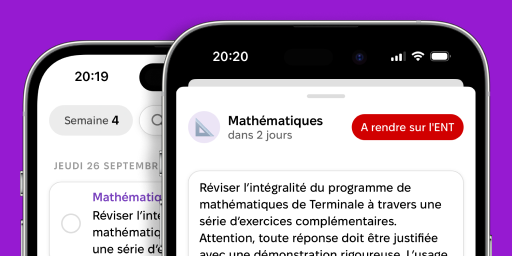 20:19
Semaine 4
JEUDI 26 SEPTEMBR
Mathématiq
Réviser l'inte
mathématiq
une série d'é
20:20
Mathématiques
dans 2 jours
A rendre sur l'ENT
Réviser l'intégralité du programme de
mathématiques de Terminale à travers une
série d'exercices complémentaires.
Attention, toute réponse doit être justifiée
avec une démonstration rigoureuse. L'usage